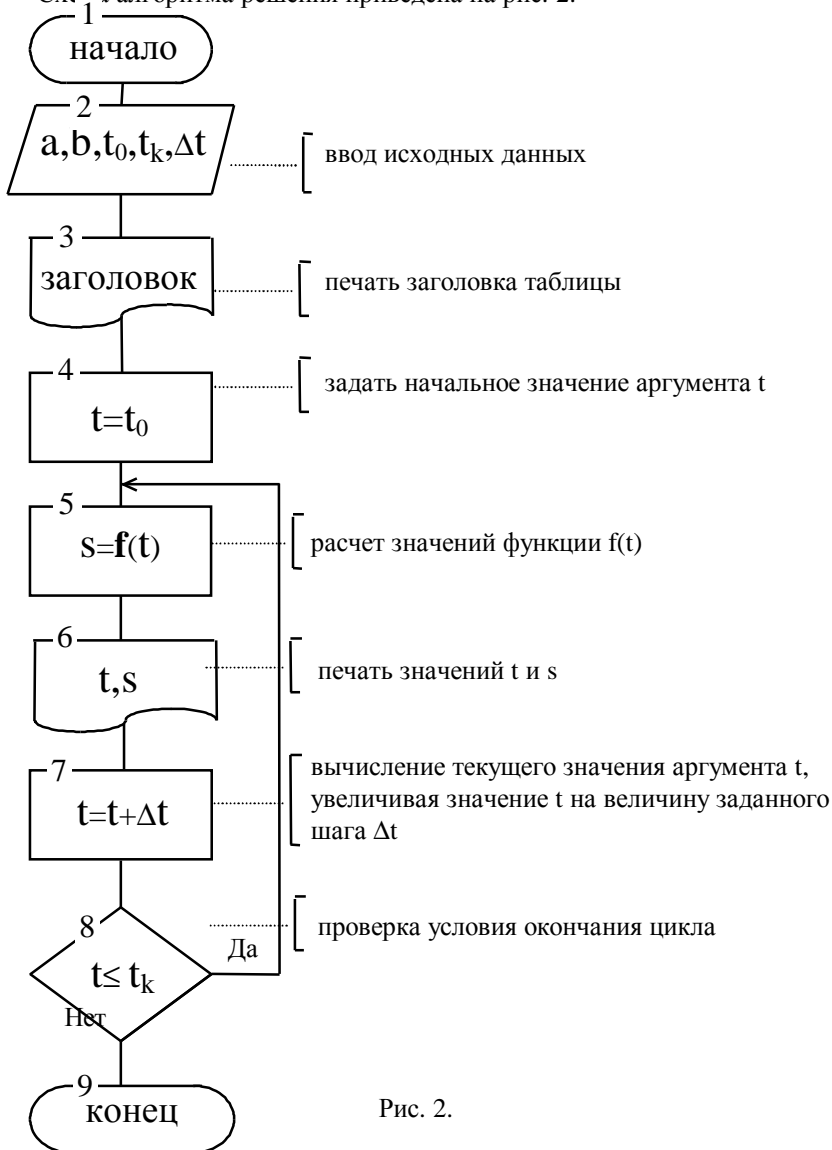 алгоритма решения приведена на рис. 2.
1
начало
2
a,b,t₀,tₖ,Δt
ввод исходных данных
3
заголовок
печать заголовка таблицы
4
t=t₀
задать начальное значение аргумента t
5
s=f(t)
расчет значений функции f(t)
6
t,s
печать значений t и s
7
t=t+Δt
вычисление текущего значения аргумента t,
увеличивая значение t на величину заданного
шага Δt
8
t≤ tₖ
проверка условия окончания цикла
Да
Нет
9
конец
Рис. 2.